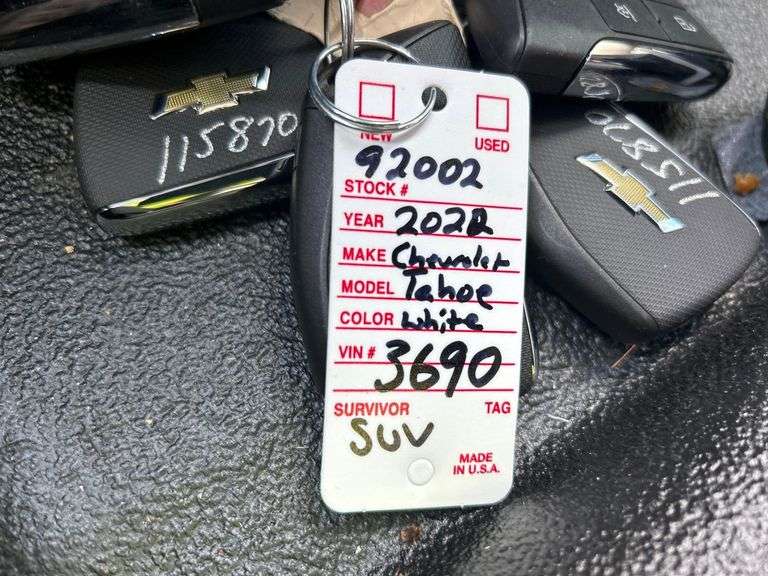 115870
115870
NEW
USED
92002
STOCK #
YEAR 2022
MAKE Chevrolet
MODEL Tahoe
COLOR white
VIN # 3690
SURVIVOR TAG
SUV
MADE
IN U.S.A.